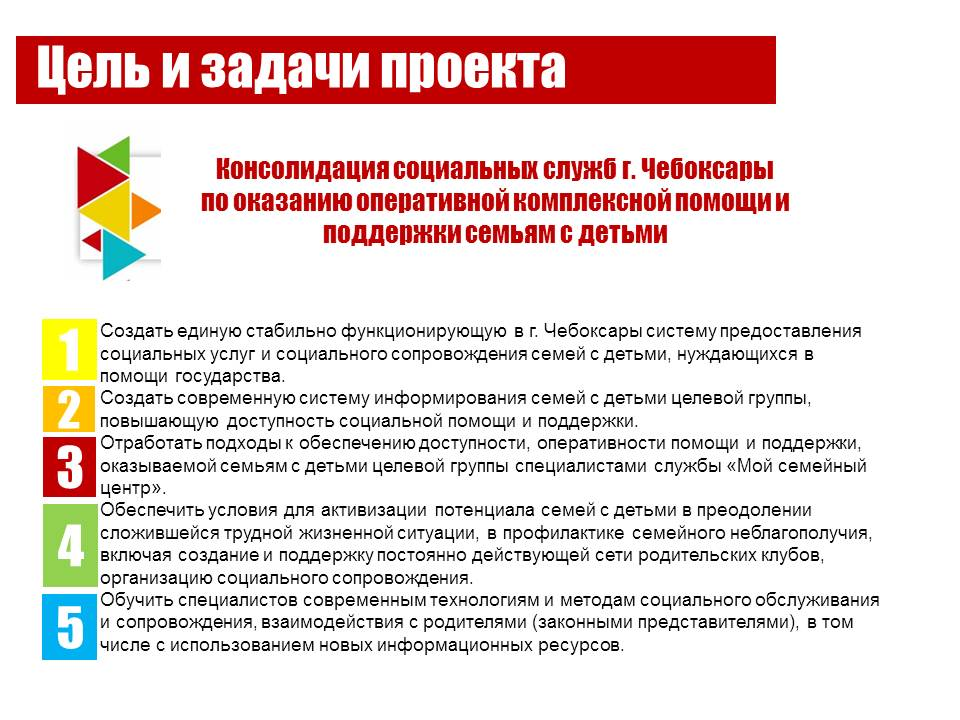 Цель и задачи проекта
Консолидация социальных служб г. Чебоксары
по оказанию оперативной комплексной помощи и
поддержки семьям с детьми
1
Создать единую стабильно функционирующую в г. Чебоксары систему предоставления
социальных услуг и социального сопровождения семей с детьми, нуждающихся в
помощи государства.
2
Создать современную систему информирования семей с детьми целевой группы,
повышающую доступность социальной помощи и поддержки.
3
Отработать подходы к обеспечению доступности, оперативности помощи и поддержки,
оказываемой семьям с детьми целевой группы специалистами службы «Мой семейный
центр».
4
Обеспечить условия для активизации потенциала семей с детьми в преодолении
сложившейся трудной жизненной ситуации, в профилактике семейного неблагополучия,
включая создание и поддержку постоянно действующей сети родительских клубов,
организацию социального сопровождения.
5
Обучить специалистов современным технологиям и методам социального обслуживания
и сопровождения, взаимодействия с родителями (законными представителями), в том
числе с использованием новых информационных ресурсов.